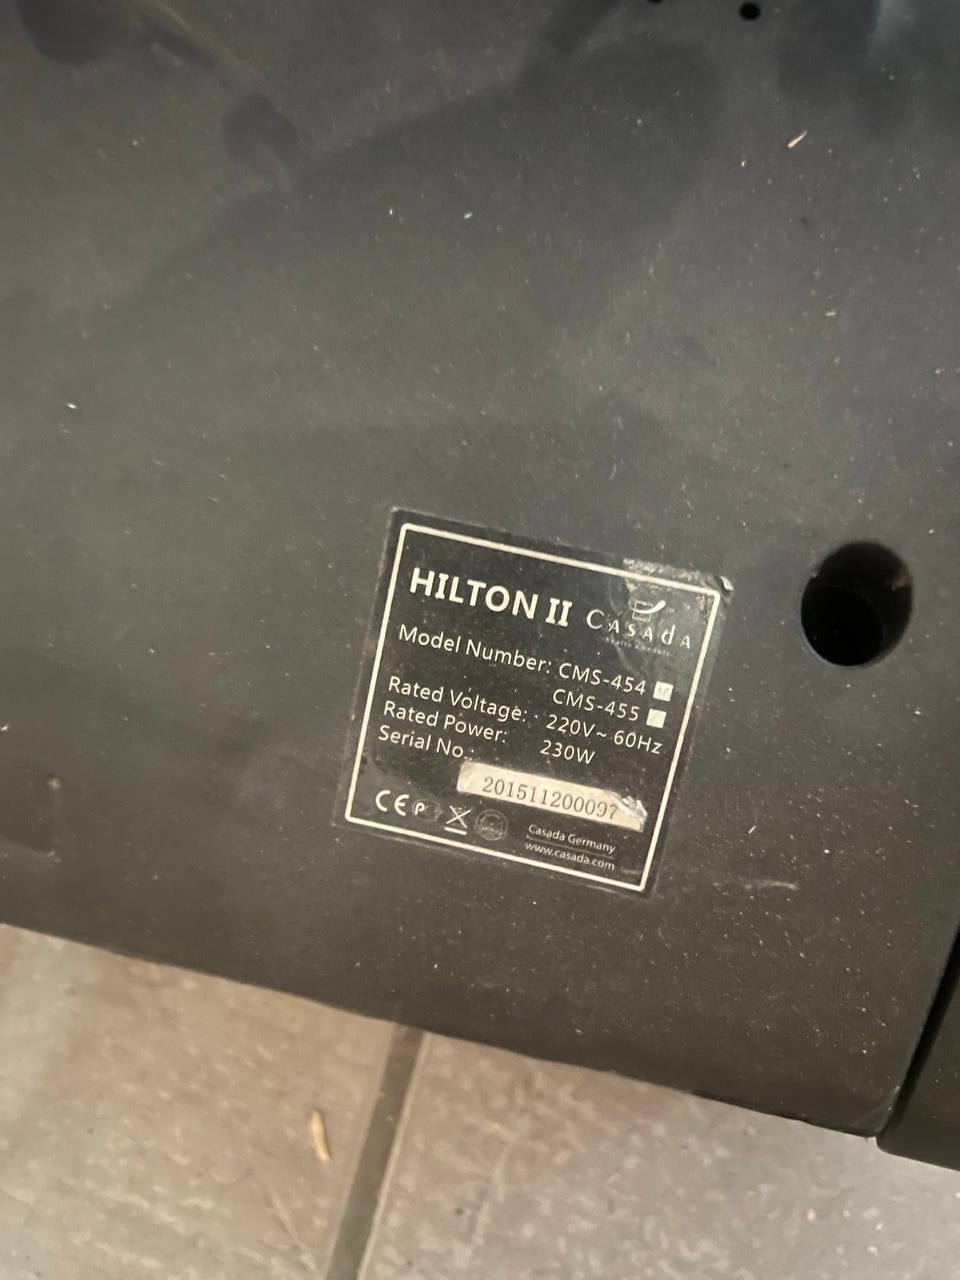 HILTON II CASAdA
Model Number: CMS-454
CMS-455
Rated Voltage: 220V~ 60Hz
Rated Power: 230W
Serial No.:
201511200097
CE
Casada Germany
www.casada.com